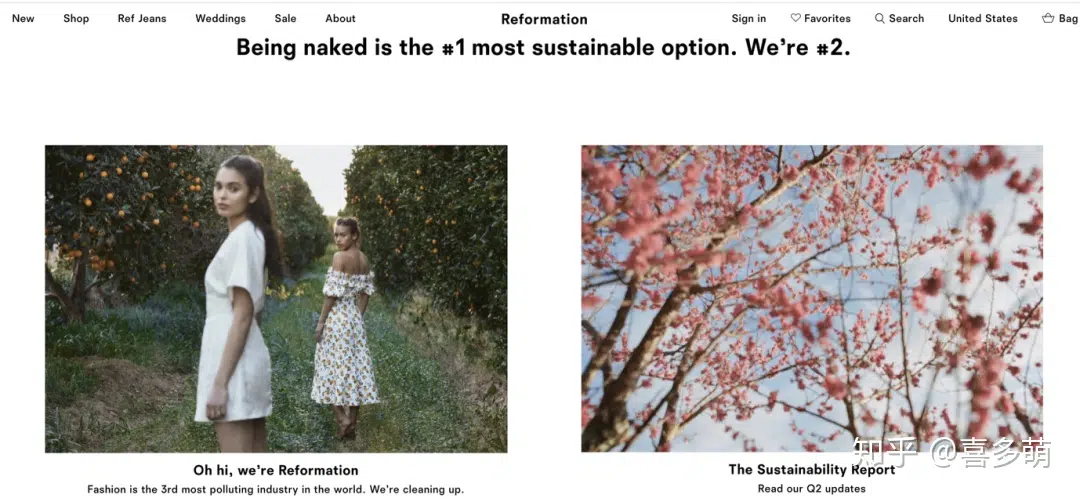 New Shop Ref Jeans Weddings Sale About Reformation Sign in Favorites Search United States Bag
Being naked is the #1 most sustainable option. We're #2.
Oh hi, we're Reformation
Fashion is the 3rd most polluting industry in the world. We're cleaning up.
The Sustainability Report
Read our Q2 updates
知乎 @喜多萌